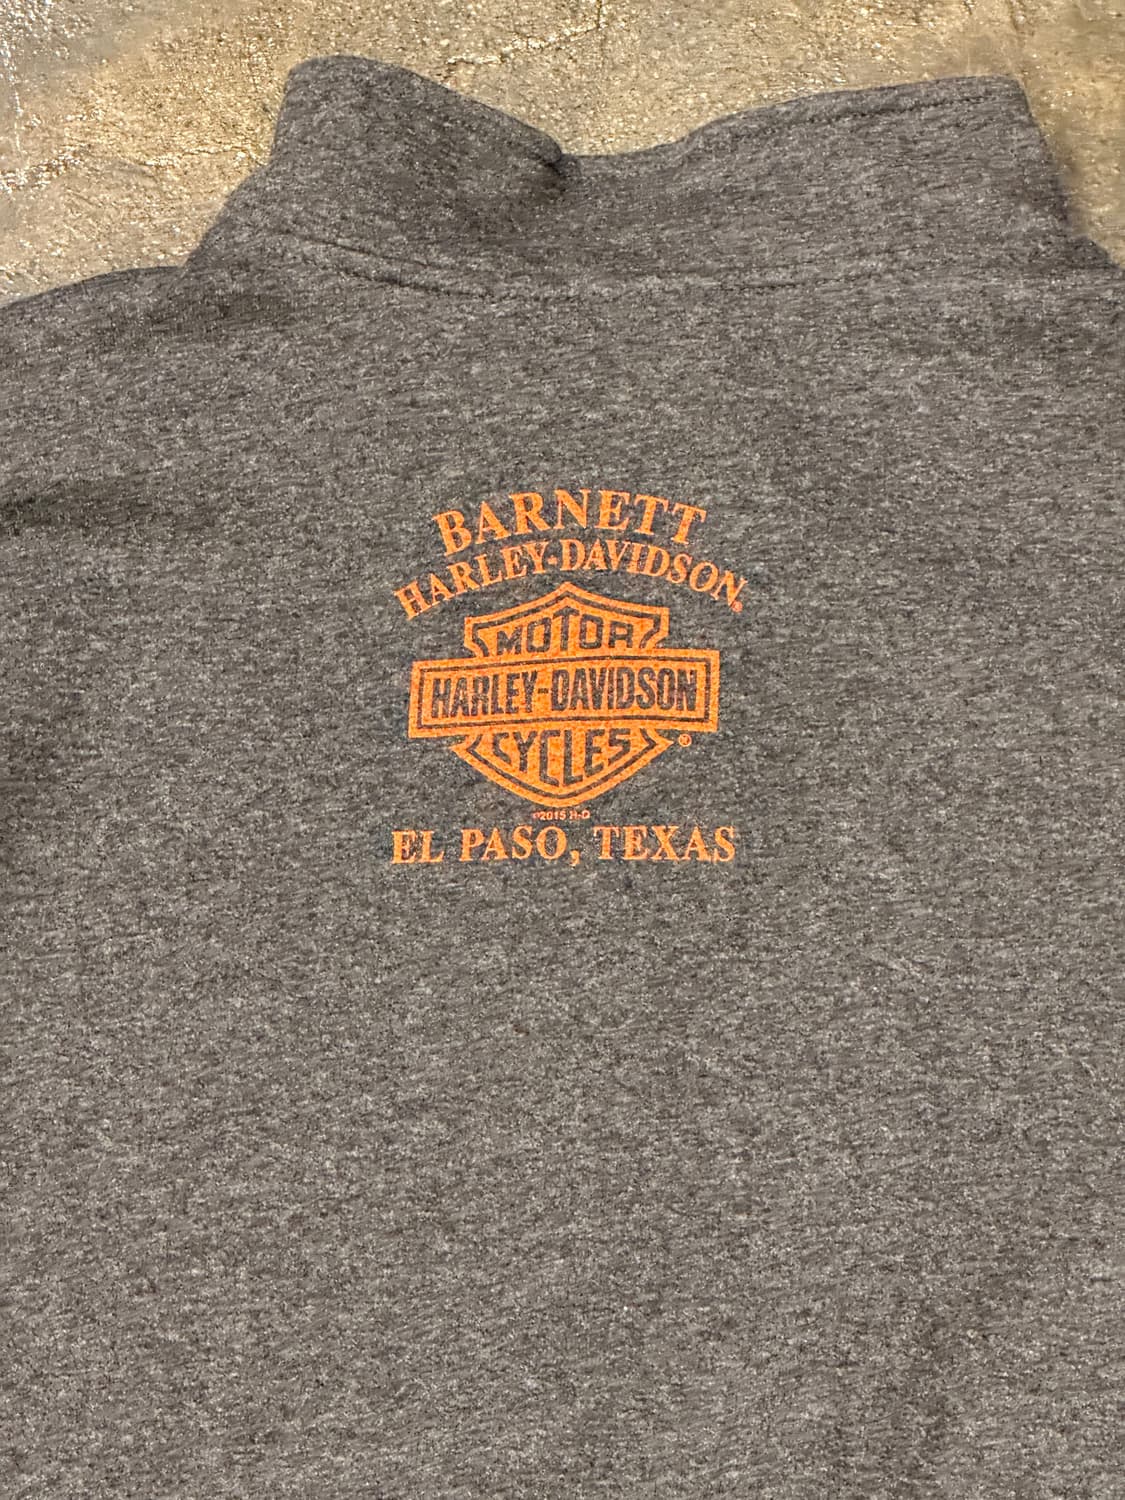 BARNETT
HARLEY-DAVIDSON®
MOTOR
HARLEY-DAVIDSON
CYCLES ®
©2015 H-D
EL PASO, TEXAS